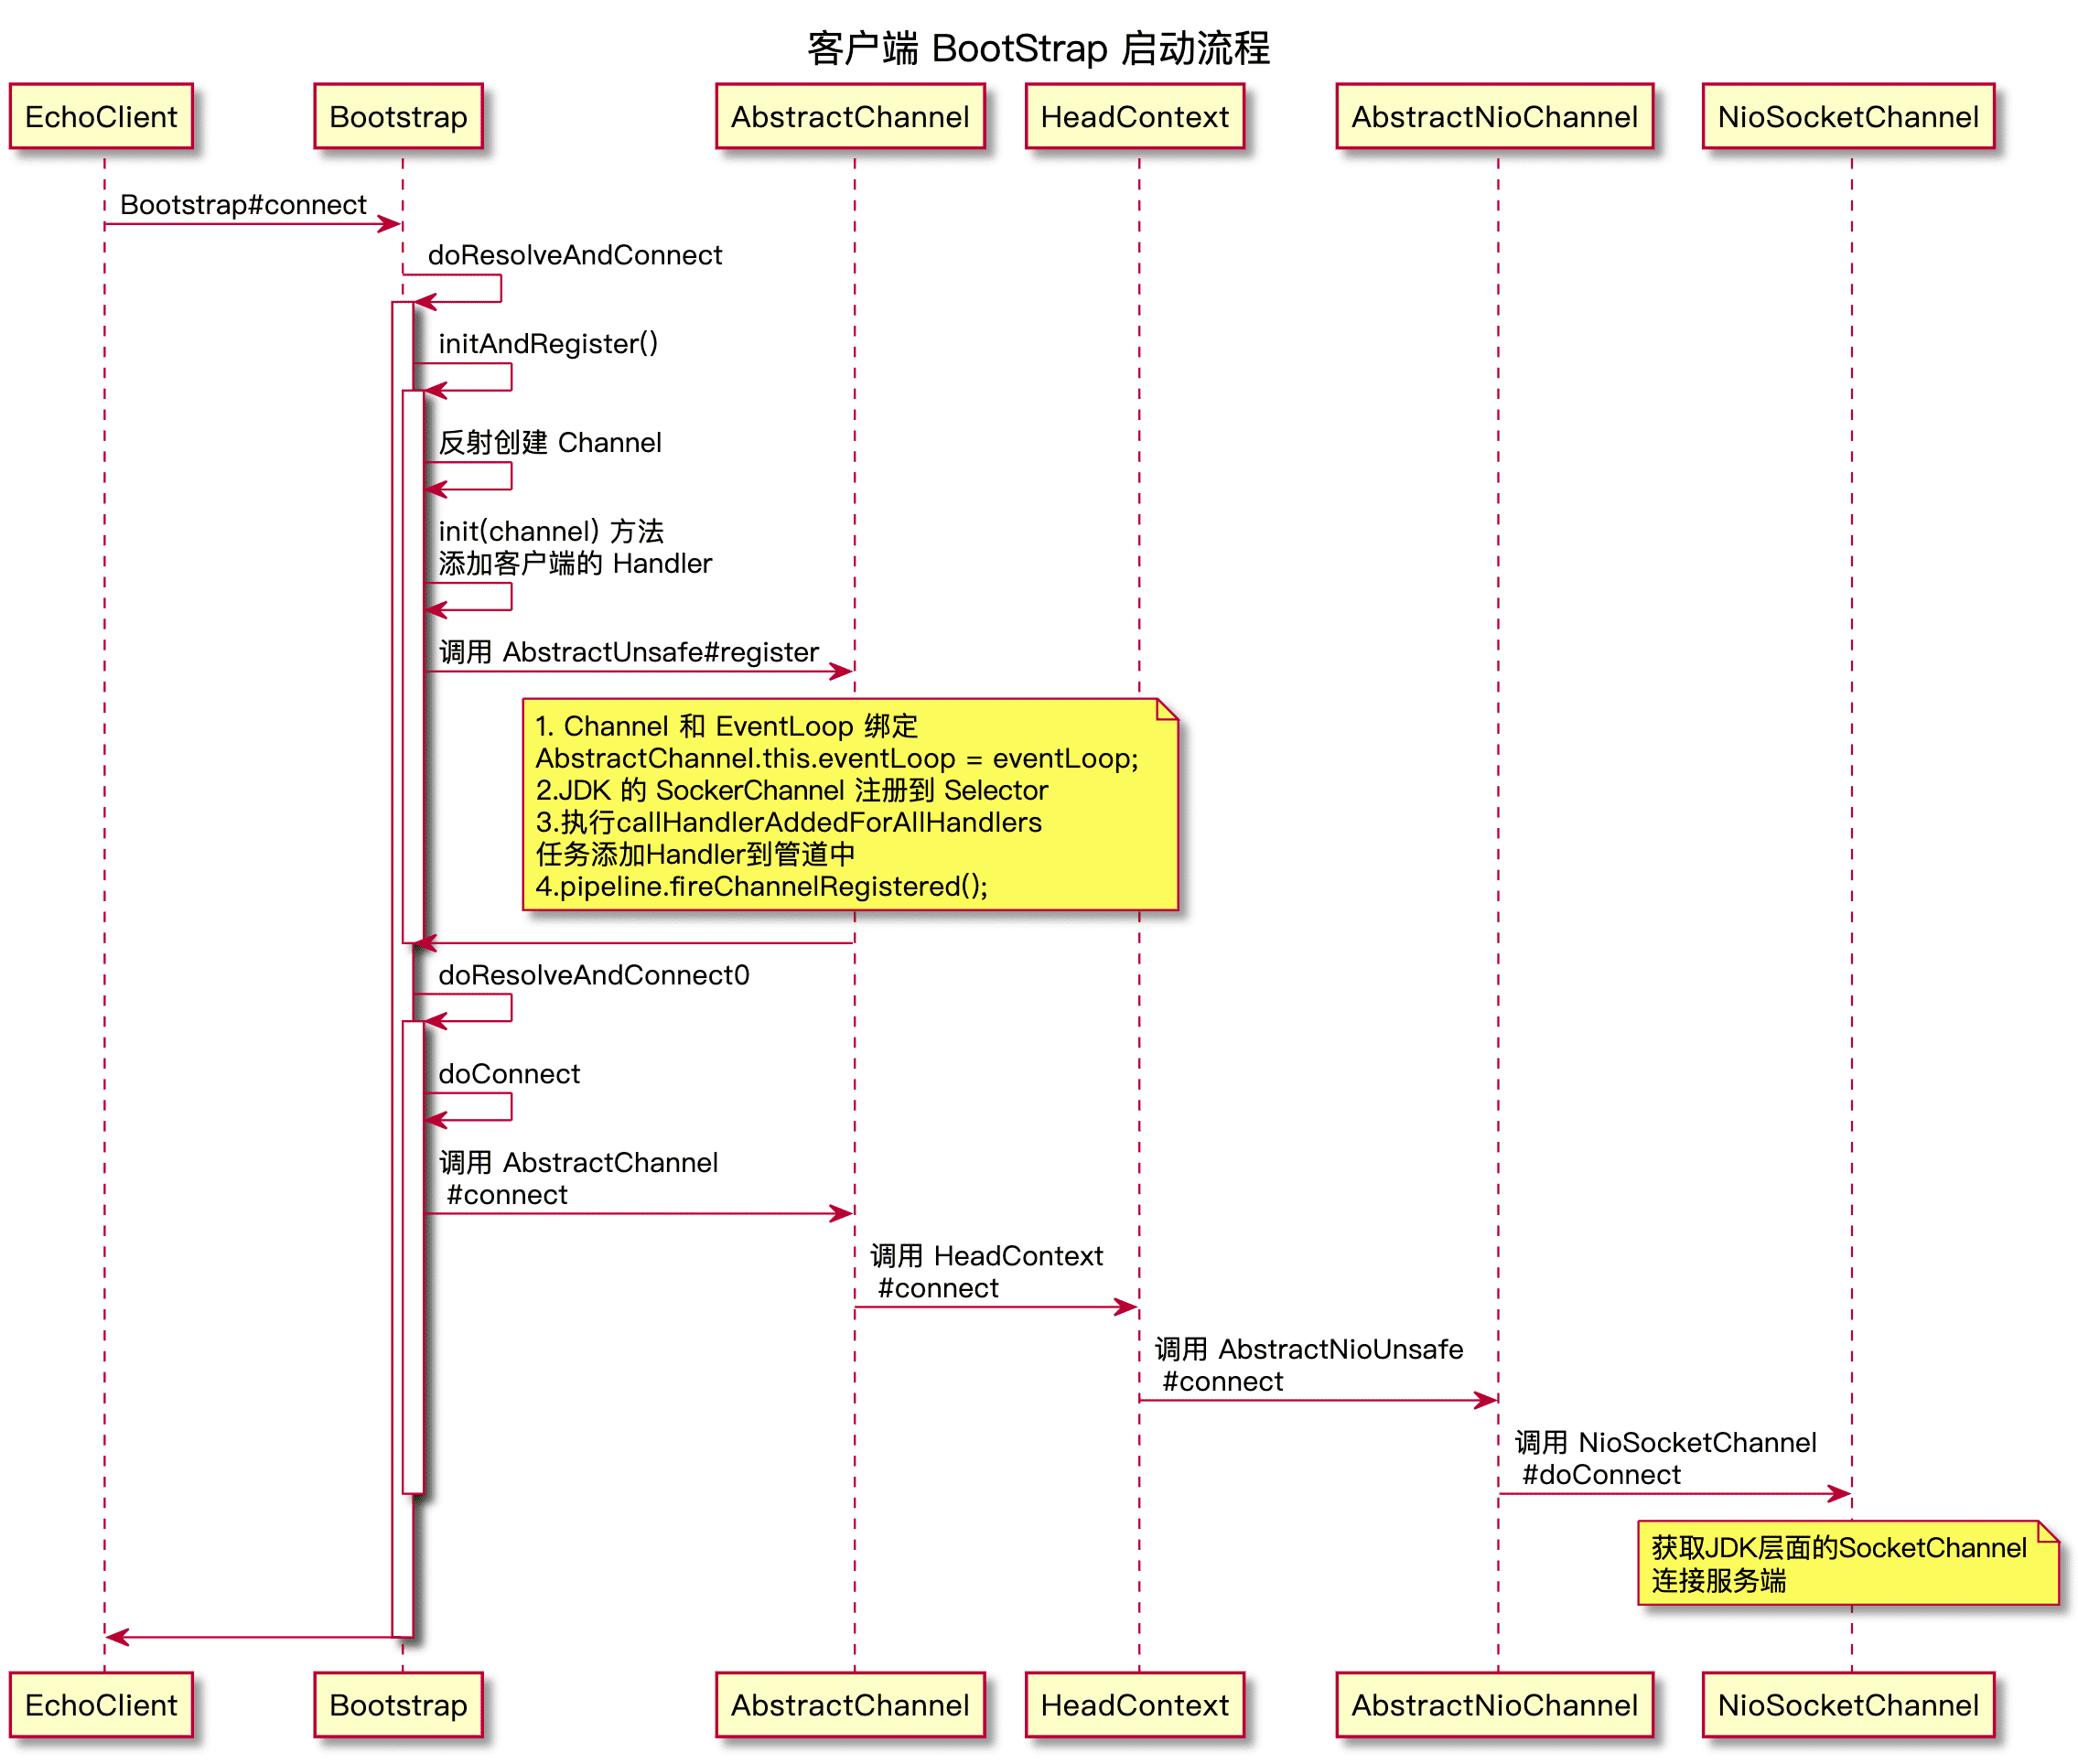 客户端 BootStrap 启动流程
EchoClient
Bootstrap
AbstractChannel
HeadContext
AbstractNioChannel
NioSocketChannel
Bootstrap#connect
doResolveAndConnect
initAndRegister()
反射创建 Channel
init(channel) 方法
添加客户端的 Handler
调用 AbstractUnsafe#register
1. Channel 和 EventLoop 绑定
AbstractChannel.this.eventLoop = eventLoop;
2.JDK 的 SockerChannel 注册到 Selector
3.执行callHandlerAddedForAllHandlers
任务添加Handler到管道中
4.pipeline.fireChannelRegistered();
doResolveAndConnect0
doConnect
调用 AbstractChannel
#connect
调用 HeadContext
#connect
调用 AbstractNioUnsafe
#connect
调用 NioSocketChannel
#doConnect
获取JDK层面的SocketChannel
连接服务端
EchoClient
Bootstrap
AbstractChannel
HeadContext
AbstractNioChannel
NioSocketChannel